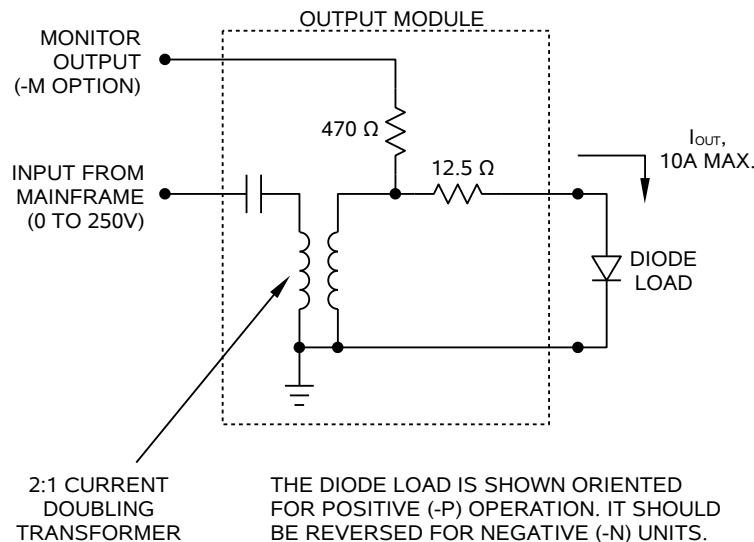 OUTPUT MODULE
MONITOR
OUTPUT
(-M OPTION)
470 Ω
12.5 Ω
IOUT,
10A MAX.
INPUT FROM
MAINFRAME
(0 TO 250V)
DIODE
LOAD
2:1 CURRENT
DOUBLING
TRANSFORMER
THE DIODE LOAD IS SHOWN ORIENTED
FOR POSITIVE (-P) OPERATION. IT SHOULD
BE REVERSED FOR NEGATIVE (-N) UNITS.